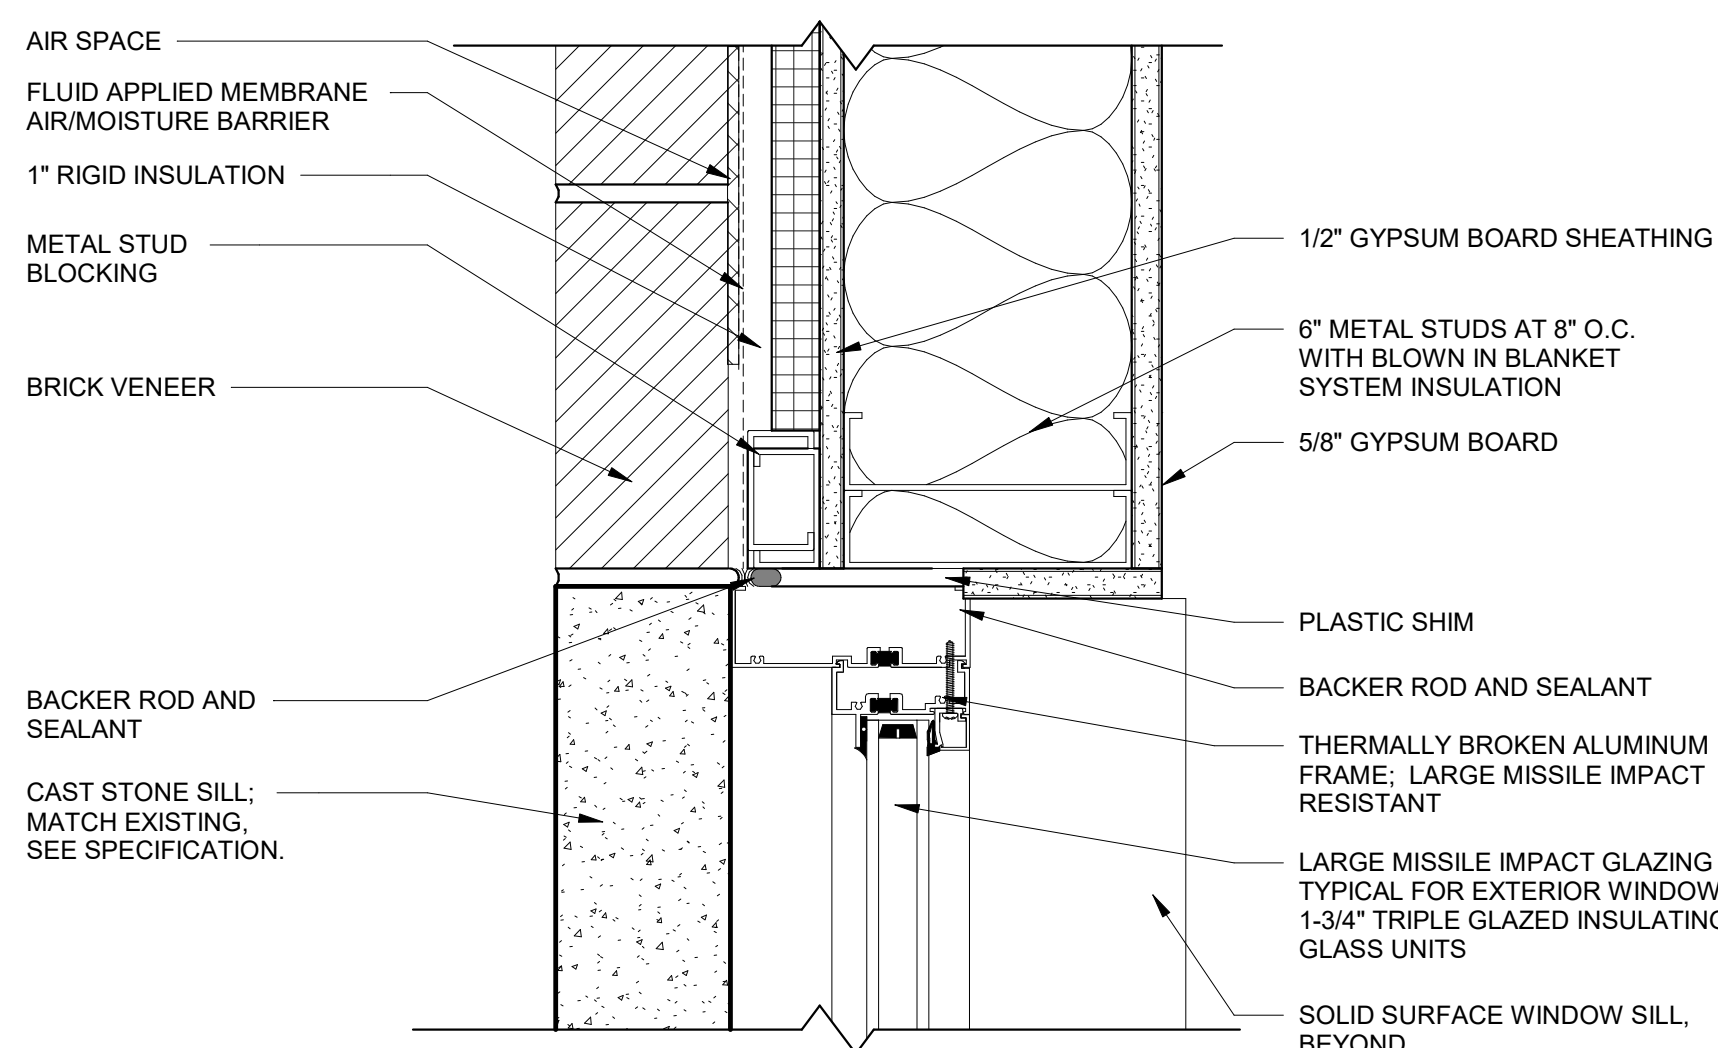 AIR SPACE
FLUID APPLIED MEMBRANE
AIR/MOISTURE BARRIER
1" RIGID INSULATION
METAL STUD
BLOCKING
BRICK VENEER
BACKER ROD AND
SEALANT
CAST STONE SILL;
MATCH EXISTING,
SEE SPECIFICATION.
1/2" GYPSUM BOARD SHEATHING
6" METAL STUDS AT 8" O.C.
WITH BLOWN IN BLANKET
SYSTEM INSULATION
5/8" GYPSUM BOARD
PLASTIC SHIM
BACKER ROD AND SEALANT
THERMALLY BROKEN ALUMINUM
FRAME; LARGE MISSILE IMPACT
RESISTANT
LARGE MISSILE IMPACT GLAZING
TYPICAL FOR EXTERIOR WINDOW
1-3/4" TRIPLE GLAZED INSULATING
GLASS UNITS
SOLID SURFACE WINDOW SILL,
BEYOND